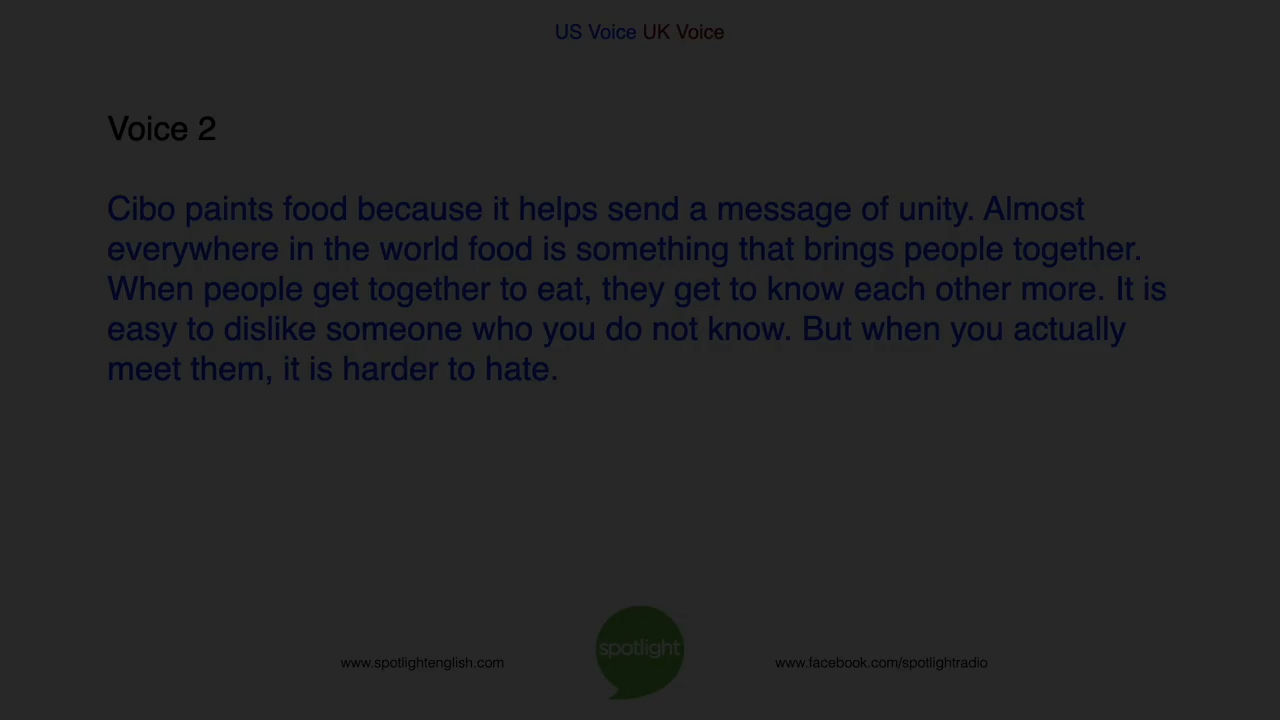 US Voice UK Voice
Voice 2
Cibo paints food because it helps send a message of unity. Almost
everywhere in the world food is something that brings people together.
When people get together to eat, they get to know each other more. It is
easy to dislike someone who you do not know. But when you actually
meet them, it is harder to hate.
spotlight
www.spotlightenglish.com
www.facebook.com/spotlightradio